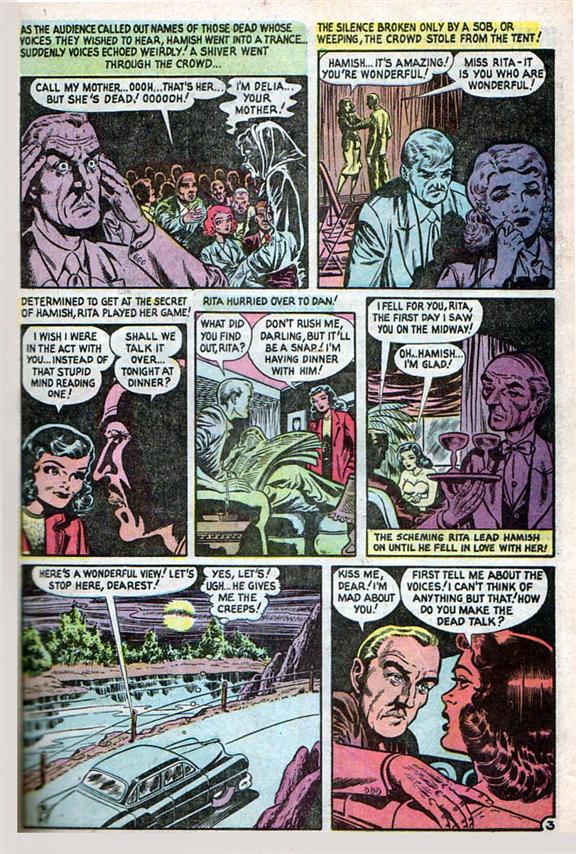 AS THE AUDIENCE CALLED OUT NAMES OF THOSE DEAD WHOSE
VOICES THEY WISHED TO HEAR, HAMISH WENT INTO A TRANCE...
SUDDENLY VOICES ECHOED WEIRDLY! A SHIVER WENT
THROUGH THE CROWD...
CALL MY MOTHER...OOOH...THAT'S HER...
BUT SHE'S DEAD! OOOOOH!
I'M DELIA...
YOUR
MOTHER!
THE SILENCE BROKEN ONLY BY A SOB, OR
WEEPING, THE CROWD STOLE FROM THE TENT!
HAMISH... IT'S AMAZING!
YOU'RE WONDERFUL!
MISS RITA-IT
IS YOU WHO ARE
WONDERFUL!
DETERMINED TO GET AT THE SECRET
OF HAMISH, RITA PLAYED HER GAME!
I WISH I WERE
IN THE ACT WITH
YOU...INSTEAD OF
THAT STUPID
MIND READING
ONE!
SHALL WE
TALK IT
OVER...
TONIGHT AT
DINNER?
RITA HURRIED OVER TO DAN!
WHAT DID
YOU FIND
OUT, RITA?
DON'T RUSH ME,
DARLING, BUT IT'LL
BE A SNAP! I'M
HAVING DINNER
WITH HIM!
I FELL FOR YOU, RITA,
THE FIRST DAY I SAW
YOU ON THE MIDWAY!
OH...HAMISH...
I'M GLAD!
THE SCHEMING RITA LEAD HAMISH
ON UNTIL HE FELL IN LOVE WITH HER!
HERE'S A WONDERFUL VIEW! LET'S
STOP HERE, DEAREST!
YES, LET'S!
UGH...HE GIVES
ME THE
CREEPS!
KISS ME,
DEAR! I'M
MAD ABOUT
YOU!
FIRST TELL ME ABOUT THE
VOICES! I CAN'T THINK OF
ANYTHING BUT THAT! HOW
DO YOU MAKE THE
DEAD TALK?
3